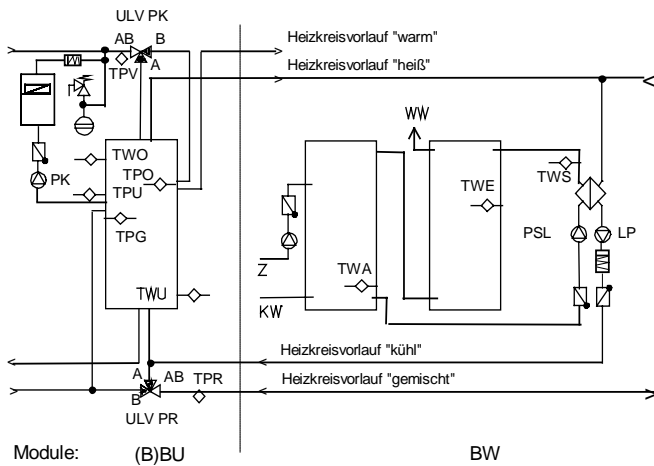 ULV PK
AB B
TPV
A
Heizkreisvorlauf "warm"
Heizkreisvorlauf "heiß"
WW
TWO
TPO
PK
TPU
TPG
TWU
TWS
TWE
PSL
LP
Z
TWA
KW
Heizkreisvorlauf "kühl"
A AB
TPR
Heizkreisvorlauf "gemischt"
B
ULV PR
Module: (B)BU BW